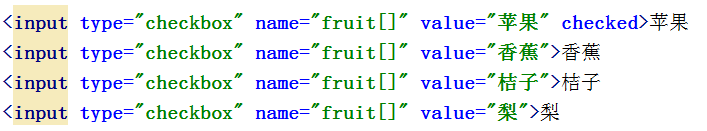 <input type="checkbox" name="fruit[]" value="苹果" checked>苹果
<input type="checkbox" name="fruit[]" value="香蕉">香蕉
<input type="checkbox" name="fruit[]" value="桔子">桔子
<input type="checkbox" name="fruit[]" value="梨">梨